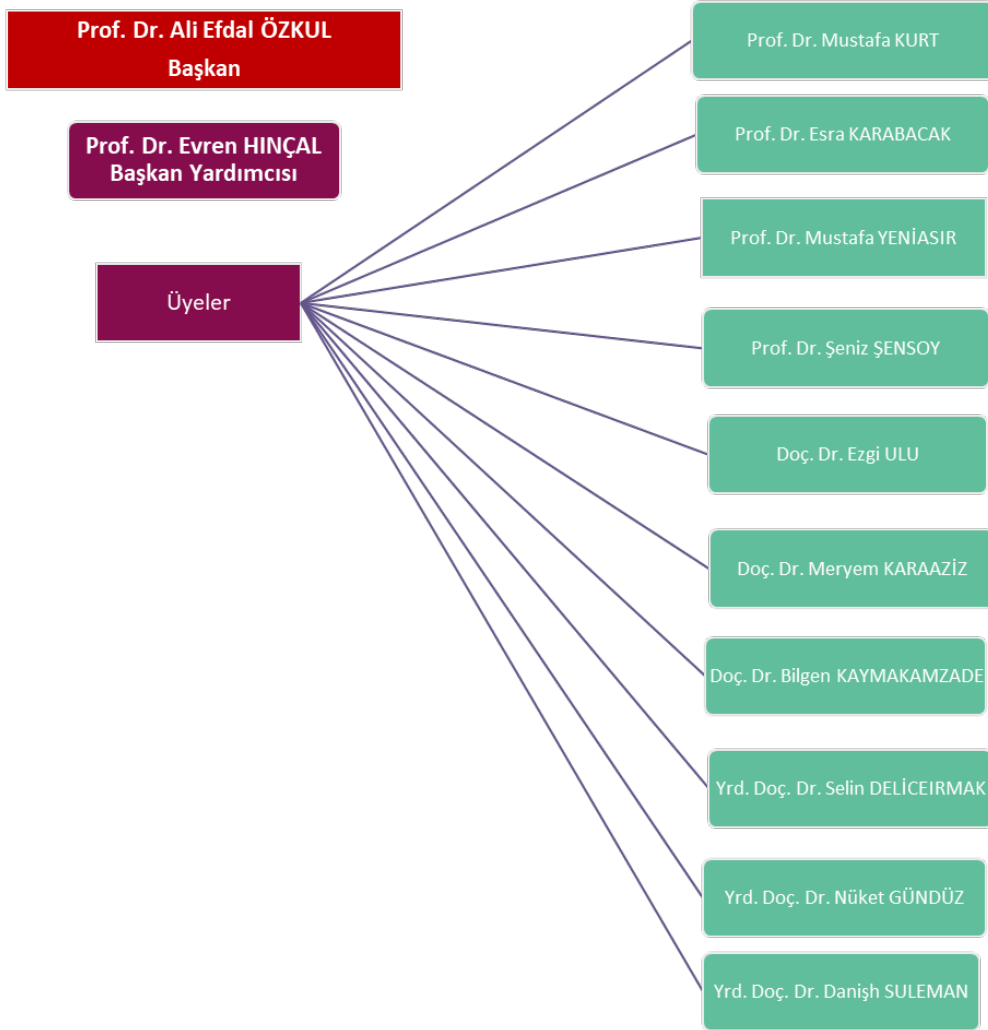 Prof. Dr. Ali Efdal ÖZKUL
Başkan
Prof. Dr. Evren HINÇAL
Başkan Yardımcısı
Üyeler
Prof. Dr. Mustafa KURT
Prof. Dr. Esra KARABACAK
Prof. Dr. Mustafa YENİASIR
Prof. Dr. Şeniz ŞENSOY
Doç. Dr. Ezgi ULU
Doç. Dr. Meryem KARAAZİZ
Doç. Dr. Bilgen KAYMAKAMZADE
Yrd. Doç. Dr. Selin DELİCEIRMAK
Yrd. Doç. Dr. Nüket GÜNDÜZ
Yrd. Doç. Dr. Danişh SULEMAN